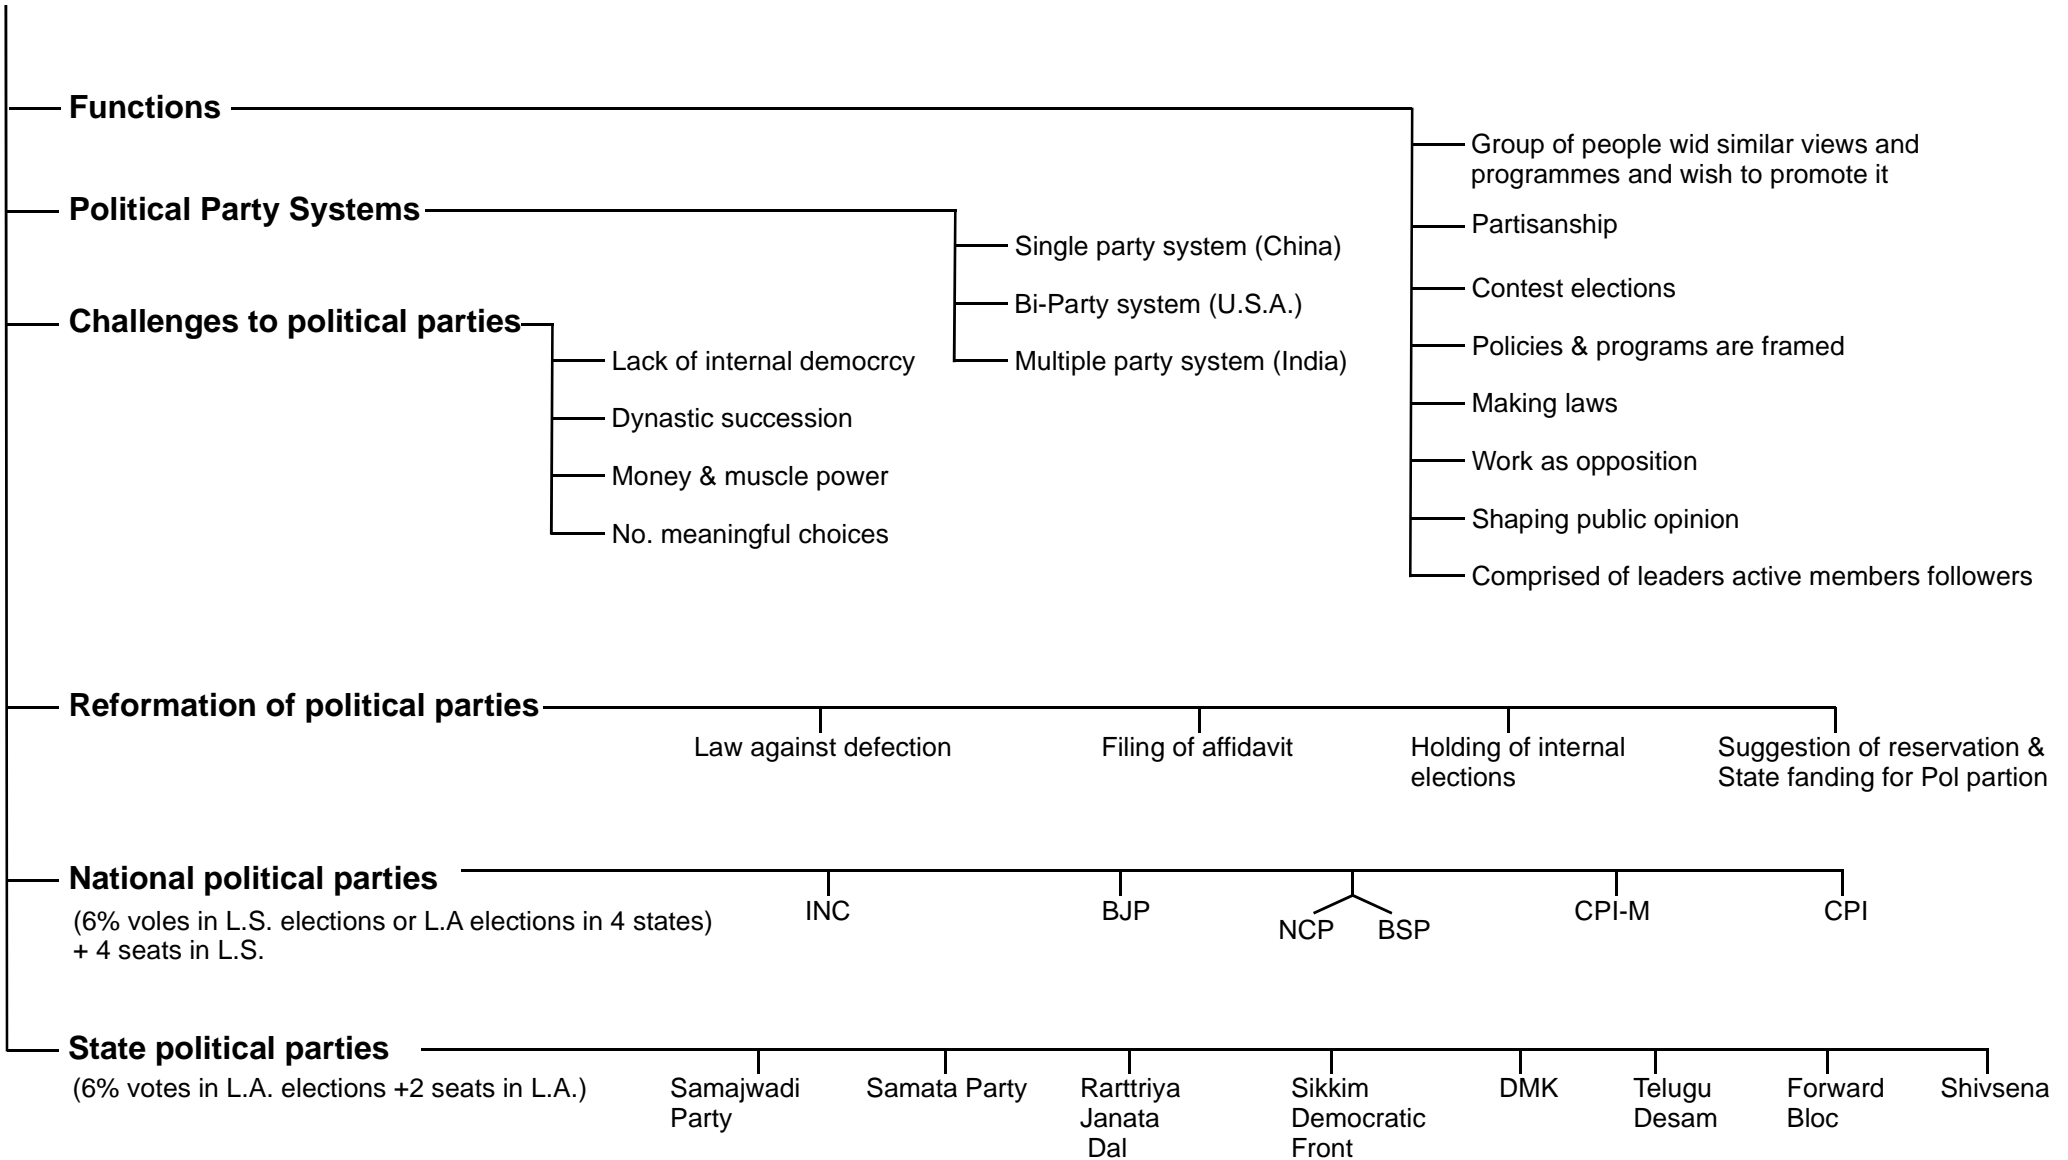 Functions
Group of people wid similar views and
programmes and wish to promote it
Partisanship
Contest elections
Policies & programs are framed
Making laws
Work as opposition
Shaping public opinion
Comprised of leaders active members followers
Political Party Systems
Single party system (China)
Bi-Party system (U.S.A.)
Multiple party system (India)
Challenges to political parties
Lack of internal democrcy
Dynastic succession
Money & muscle power
No. meaningful choices
Reformation of political parties
Law against defection
Filing of affidavit
Holding of internal
elections
Suggestion of reservation &
State fanding for Pol partion
National political parties
(6% voles in L.S. elections or L.A elections in 4 states)
+ 4 seats in L.S.
INC
BJP
NCP
BSP
CPI-M
CPI
State political parties
(6% votes in L.A. elections +2 seats in L.A.)
Samajwadi
Party
Samata Party
Rarttriya
Janata
Dal
Sikkim
Democratic
Front
DMK
Telugu
Desam
Forward
Bloc
Shivsena